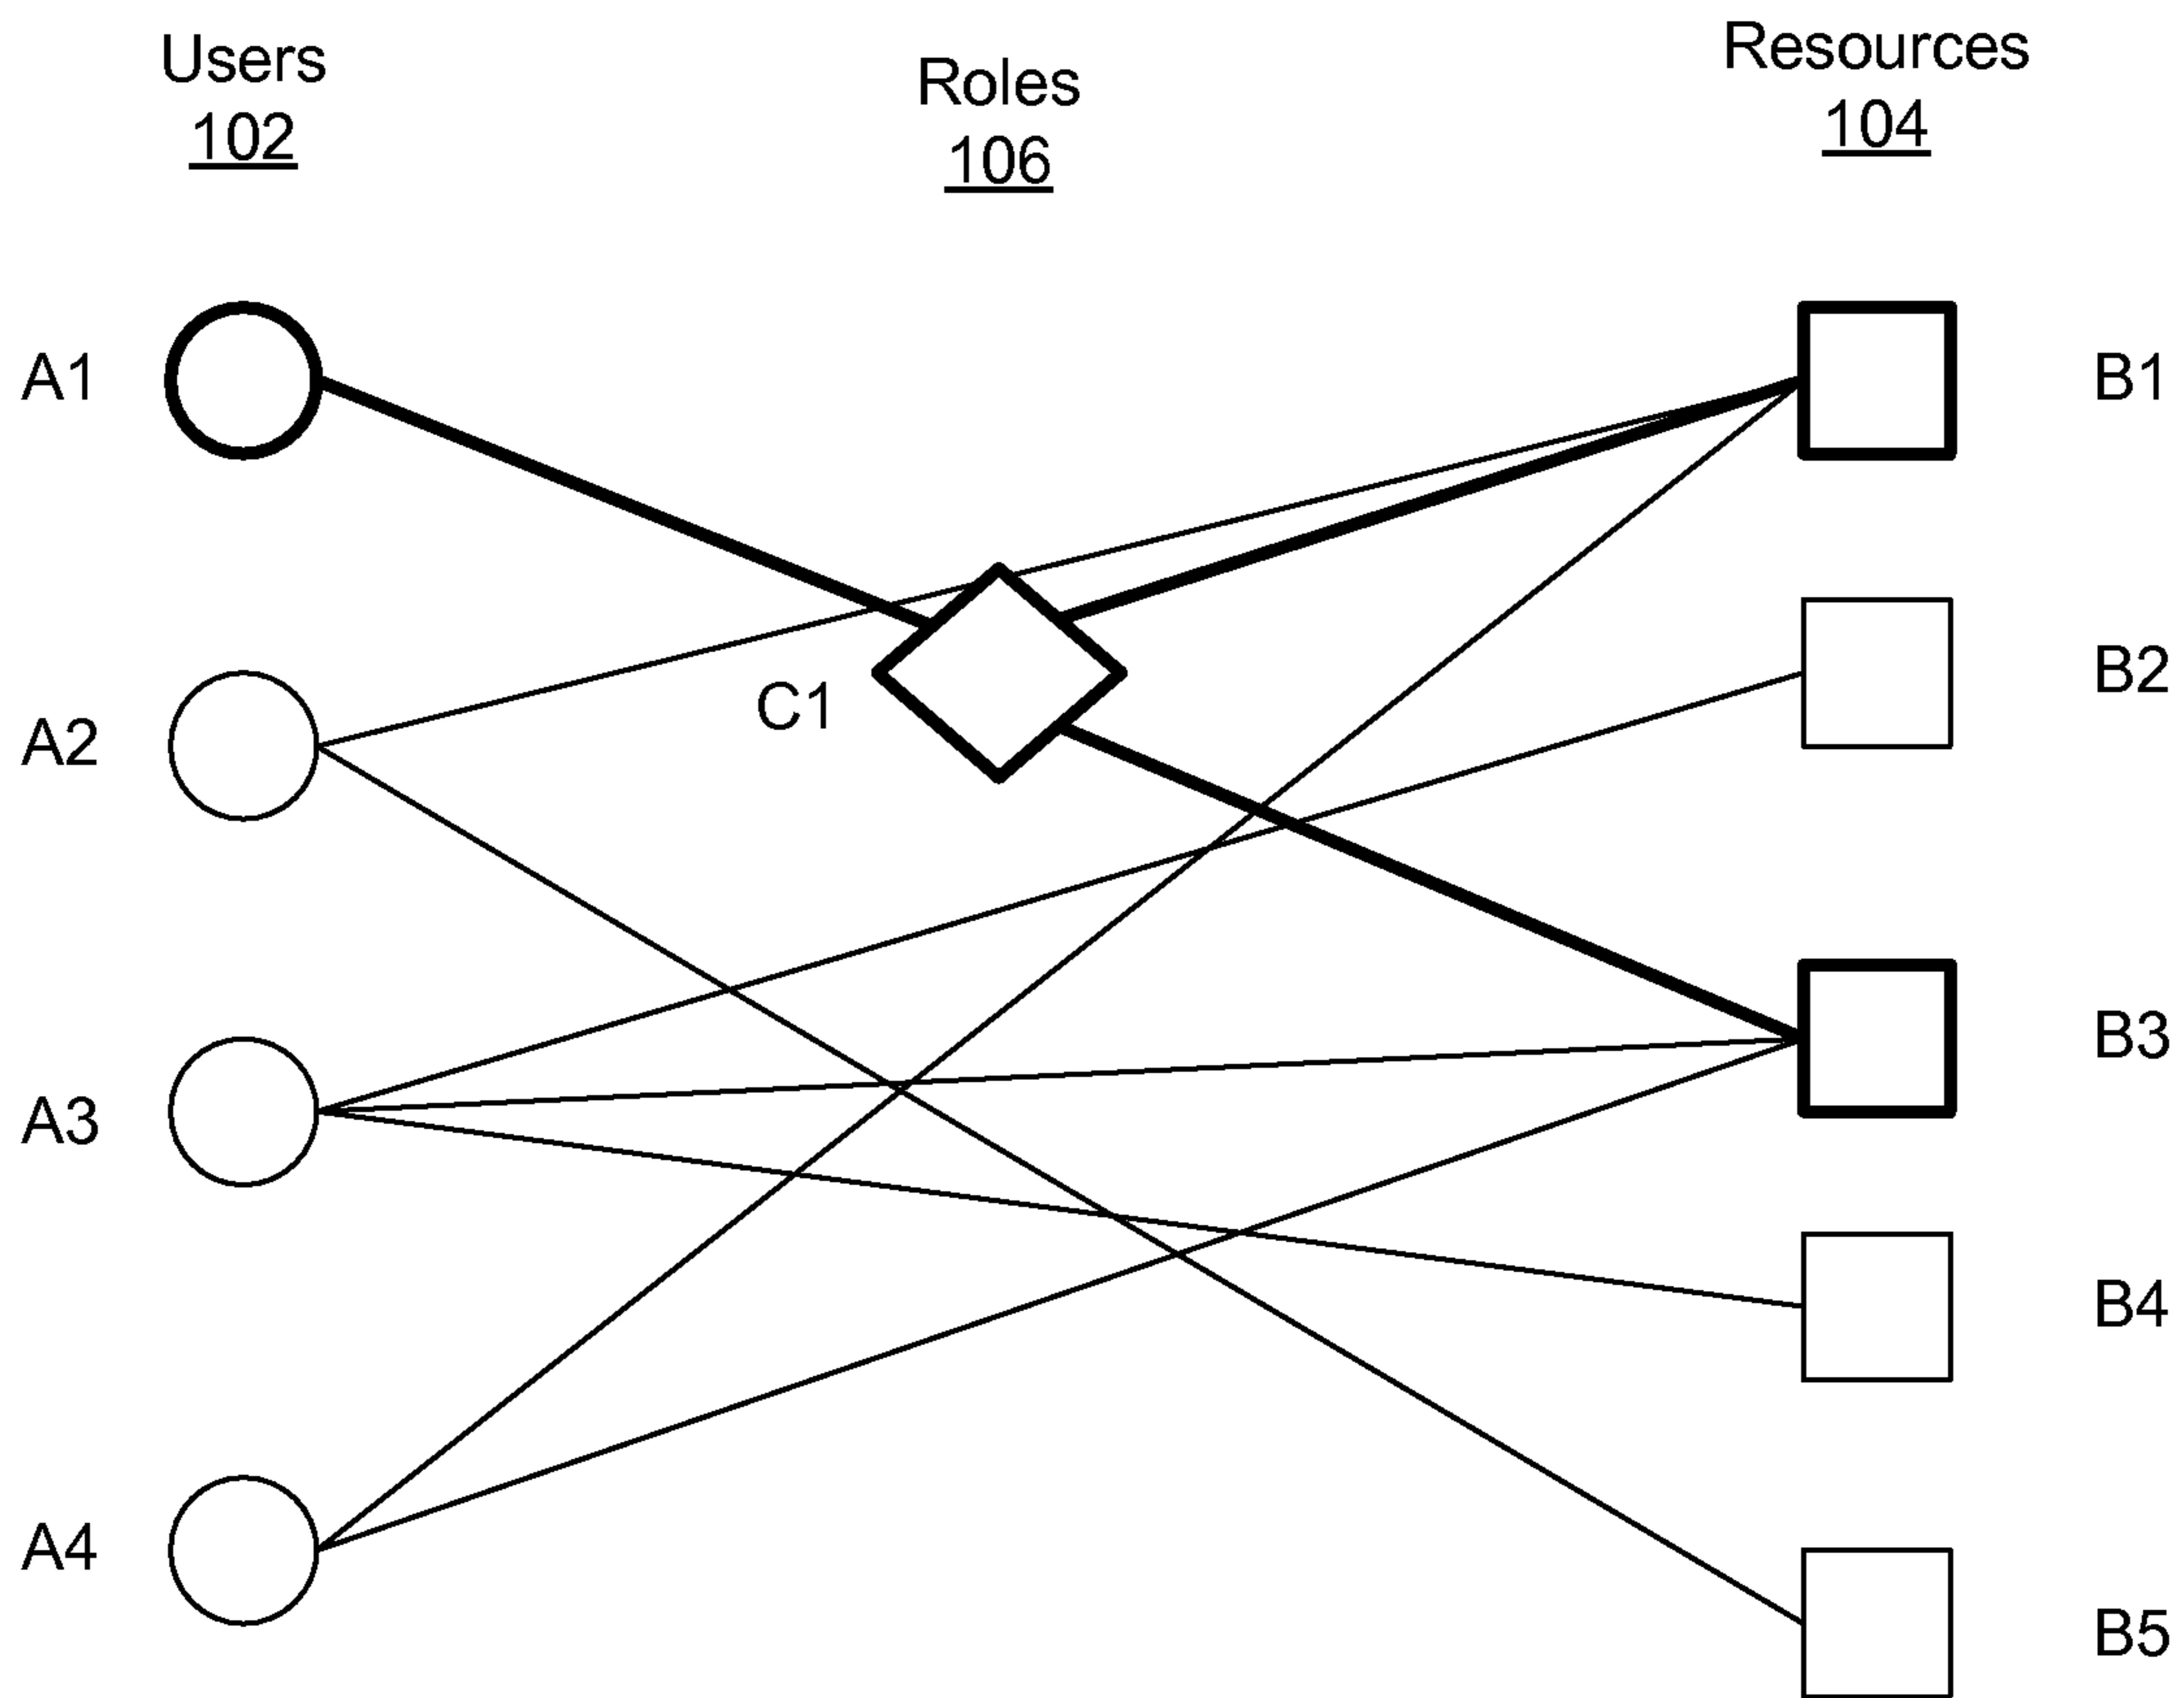 Users
102
Roles
106
Resources
104
A1
B1
B2
C1
A2
B3
A3
B4
A4
B5